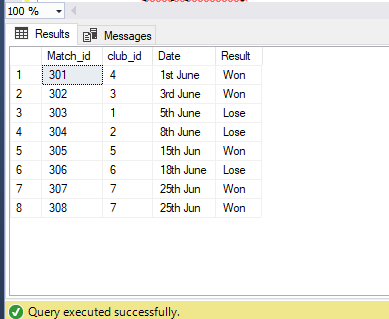 100 %
Results Messages
Match_id club_id Date Result
1 301 4 1st June Won
2 302 3 3rd June Won
3 303 1 5th June Lose
4 304 2 8th June Lose
5 305 5 15th Jun Won
6 306 6 18th June Lose
7 307 7 25th Jun Won
8 308 7 25th Jun Won
Query executed successfully.